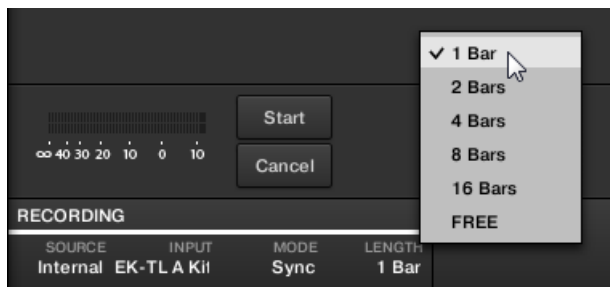 ✓ 1 Bar
2 Bars
4 Bars
8 Bars
16 Bars
FREE
Start
∞ 40 30 20 10 0 10
Cancel
RECORDING
SOURCE INPUT MODE LENGTH
Internal EK-TL A Kit Sync 1 Bar